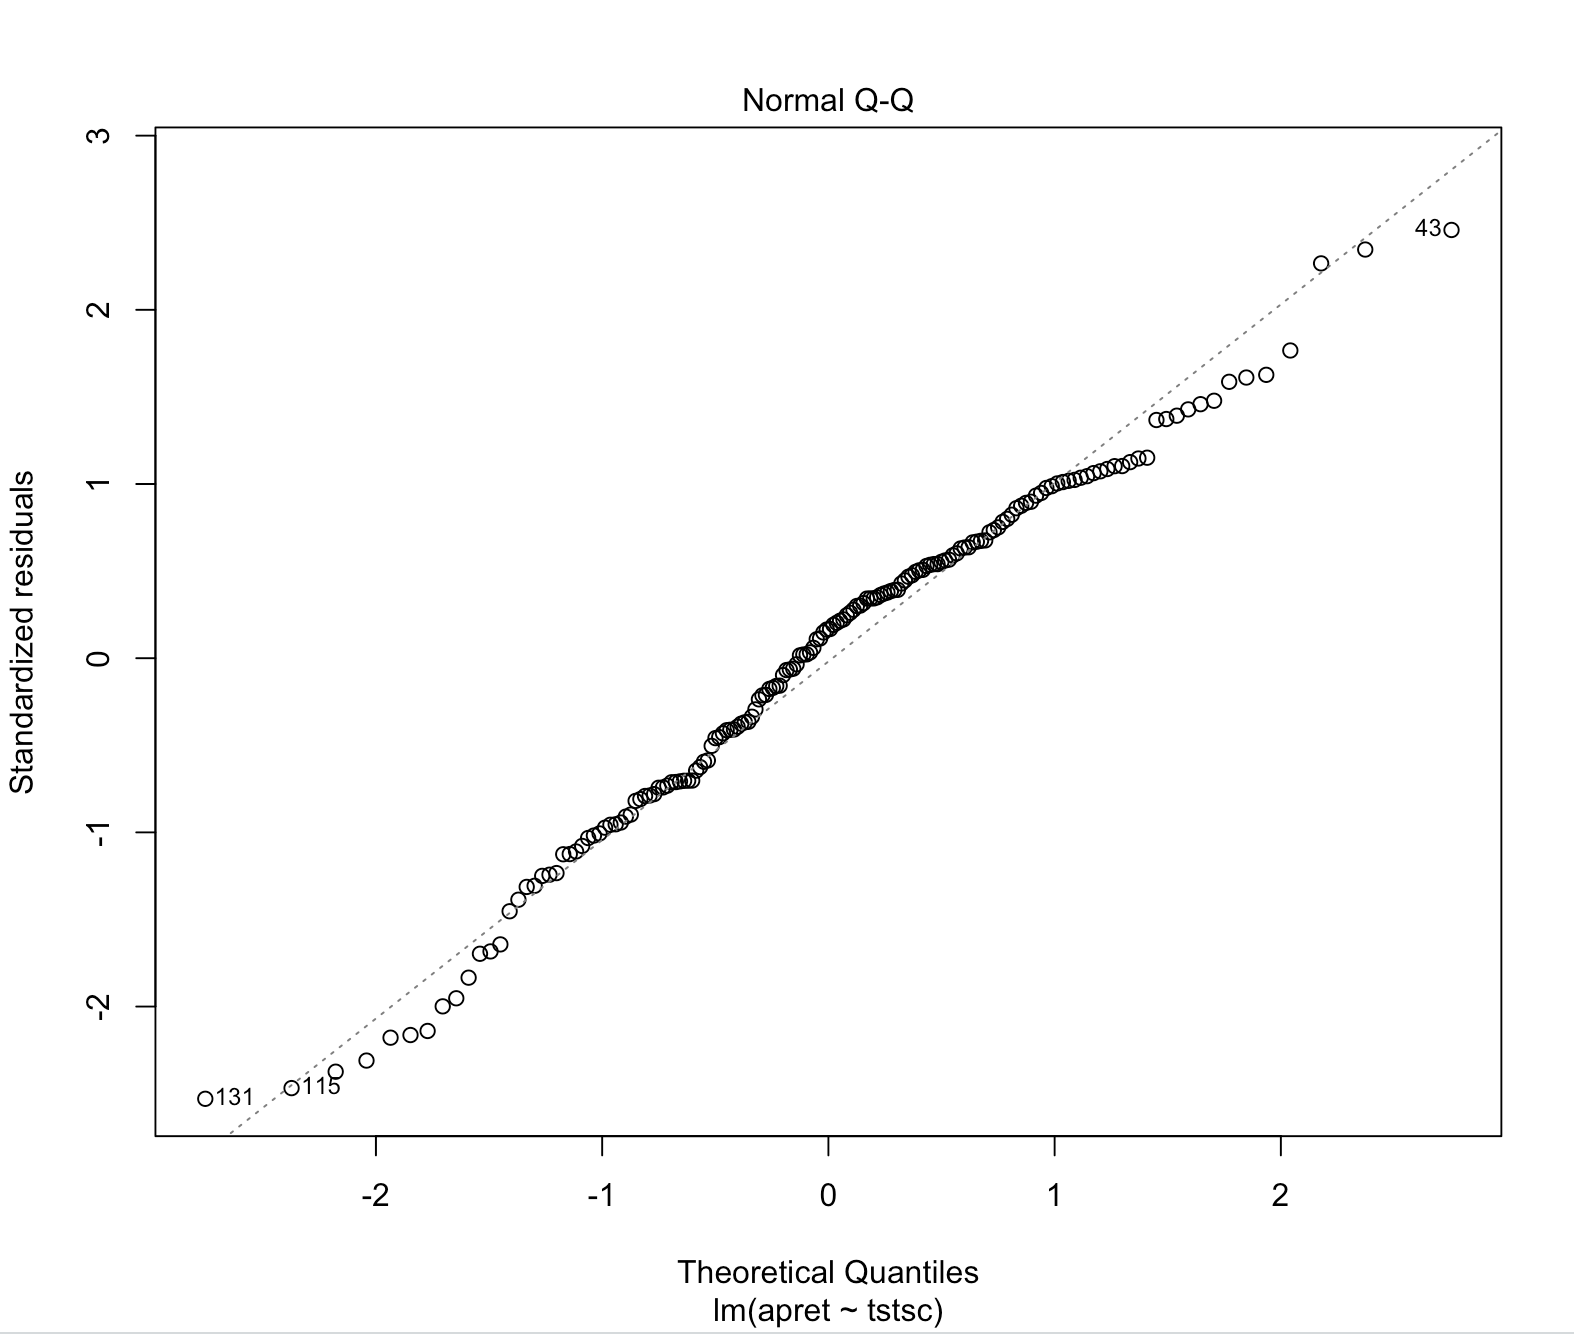 Normal Q-Q
Standardized residuals
3
2
1
0
-1
-2
43
131
115
-2 -1 0 1 2
Theoretical Quantiles
lm(apret ~ tstsc)